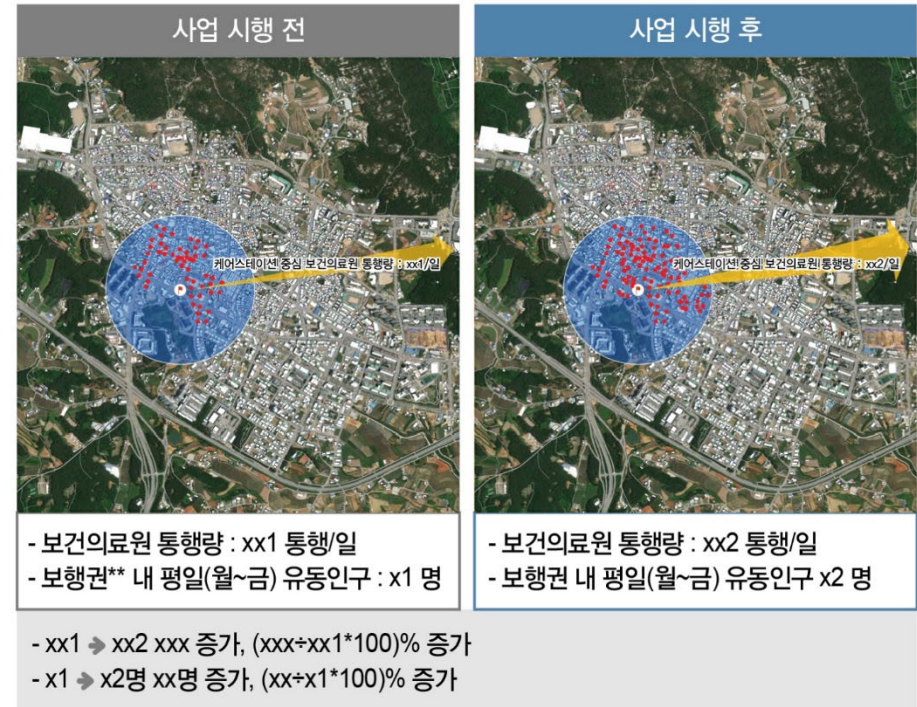 사업 시행 전
사업 시행 후
케어스테이션 중심 보건의료원 통행량 : xx1/일
케어스테이션 중심 보건의료원 통행량 : xx2/일
- 보건의료원 통행량 : xx1 통행/일
- 보행권** 내 평일(월~금) 유동인구 : x1 명
- 보건의료원 통행량 : xx2 통행/일
- 보행권 내 평일(월~금) 유동인구 x2 명
- xx1 → xx2 xxx 증가, (xxx÷xx1*100)% 증가
- x1 → x2명 xx명 증가, (xx÷x1*100)% 증가